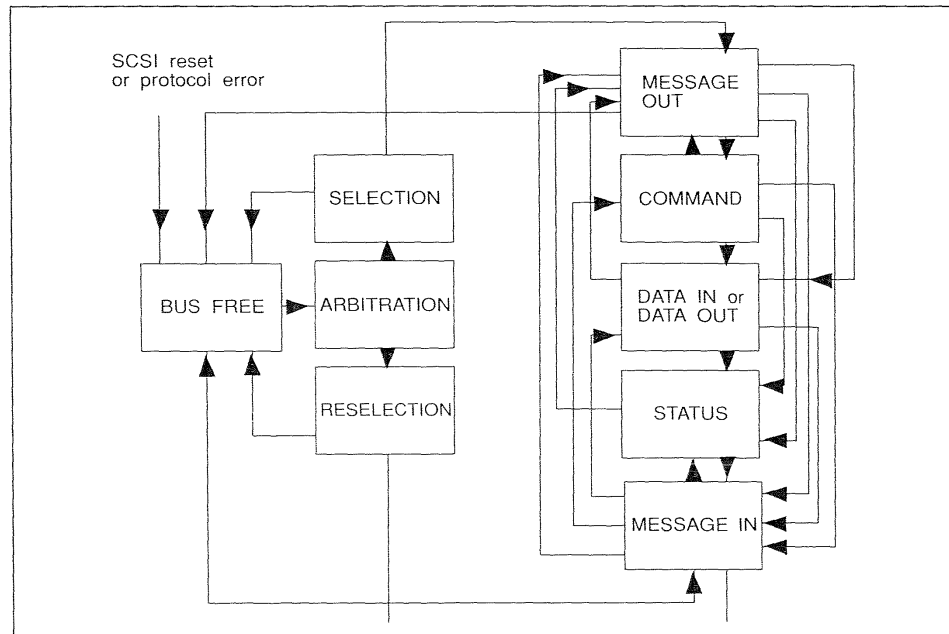 SCSI reset
or protocol error
MESSAGE
OUT
SELECTION
COMMAND
BUS FREE
ARBITRATION
DATA IN or
DATA OUT
RESELECTION
STATUS
MESSAGE IN